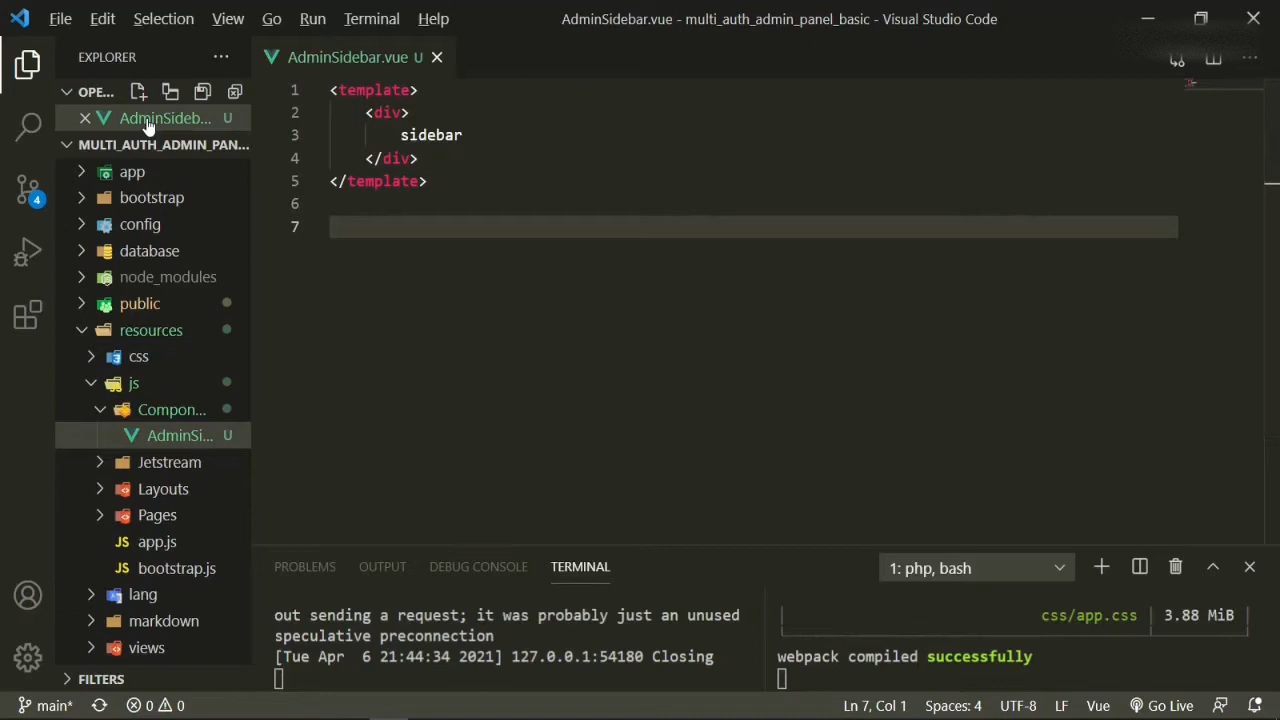 File Edit Selection View Go Run Terminal Help AdminSidebar.vue - multi_auth_admin_panel_basic - Visual Studio Code
EXPLORER ...
OPE...
AdminSideb... U
MULTI_AUTH_ADMIN_PAN...
app
bootstrap
config
database
node_modules
public
resources
css
js
Compon...
AdminSi... U
Jetstream
Layouts
Pages
JS app.js
JS bootstrap.js
lang
markdown
views
FILTERS
4
AdminSidebar.vue U
1 <template>
2 <div>
3 sidebar
4 </div>
5 </template>
6
7
PROBLEMS OUTPUT DEBUG CONSOLE TERMINAL 1: php, bash
out sending a request; it was probably just an unused
speculative preconnection
[Tue Apr 6 21:44:34 2021] 127.0.0.1:54180 Closing
css/app.css | 3.88 MiB
webpack compiled successfully
main* 0 0 Ln 7, Col 1 Spaces: 4 UTF-8 LF Vue Go Live